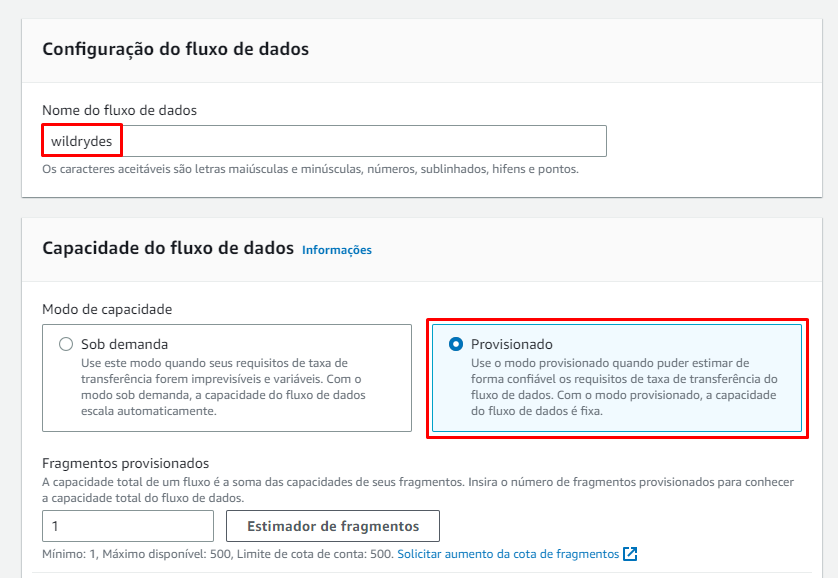 Configuração do fluxo de dados
Nome do fluxo de dados
wildrydes
Os caracteres aceitáveis são letras maiúsculas e minúsculas, números, sublinhados, hifens e pontos.
Capacidade do fluxo de dados Informações
Modo de capacidade
Sob demanda
Use este modo quando seus requisitos de taxa de
transferência forem imprevisíveis e variáveis. Com o
modo sob demanda, a capacidade do fluxo de dados
escala automaticamente.
Provisionado
Use o modo provisionado quando puder estimar de
forma confiável os requisitos de taxa de transferência do
fluxo de dados. Com o modo provisionado, a capacidade
do fluxo de dados é fixa.
Fragmentos provisionados
A capacidade total de um fluxo é a soma das capacidades de seus fragmentos. Insira o número de fragmentos provisionados para conhecer
a capacidade total do fluxo de dados.
1
Estimador de fragmentos
Mínimo: 1, Máximo disponível: 500, Limite de cota de conta: 500. Solicitar aumento da cota de fragmentos